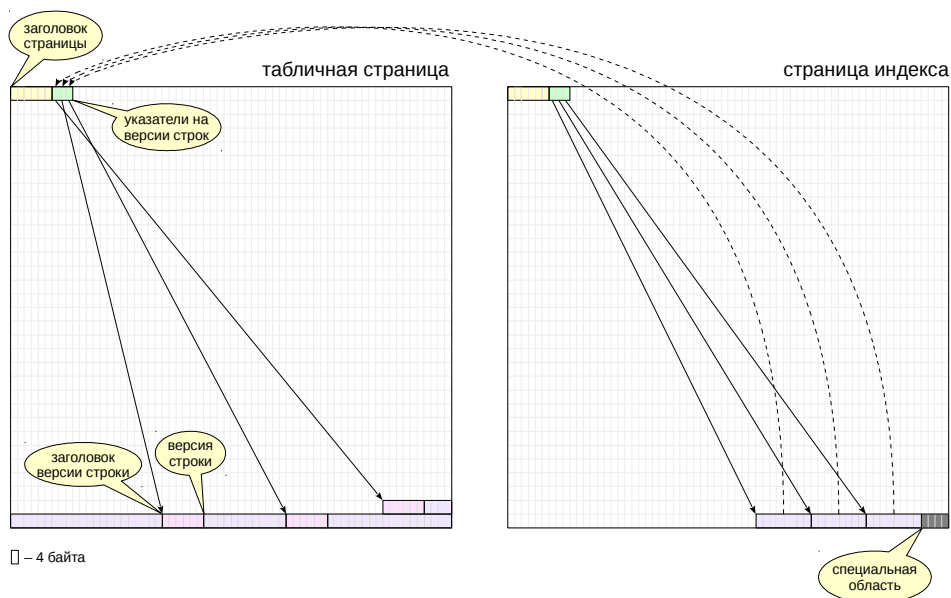 заголовок
страницы
табличная страница
страница индекса
указатели на
версии строк
заголовок
версии строки
версия
строки
– 4 байта
специальная
область